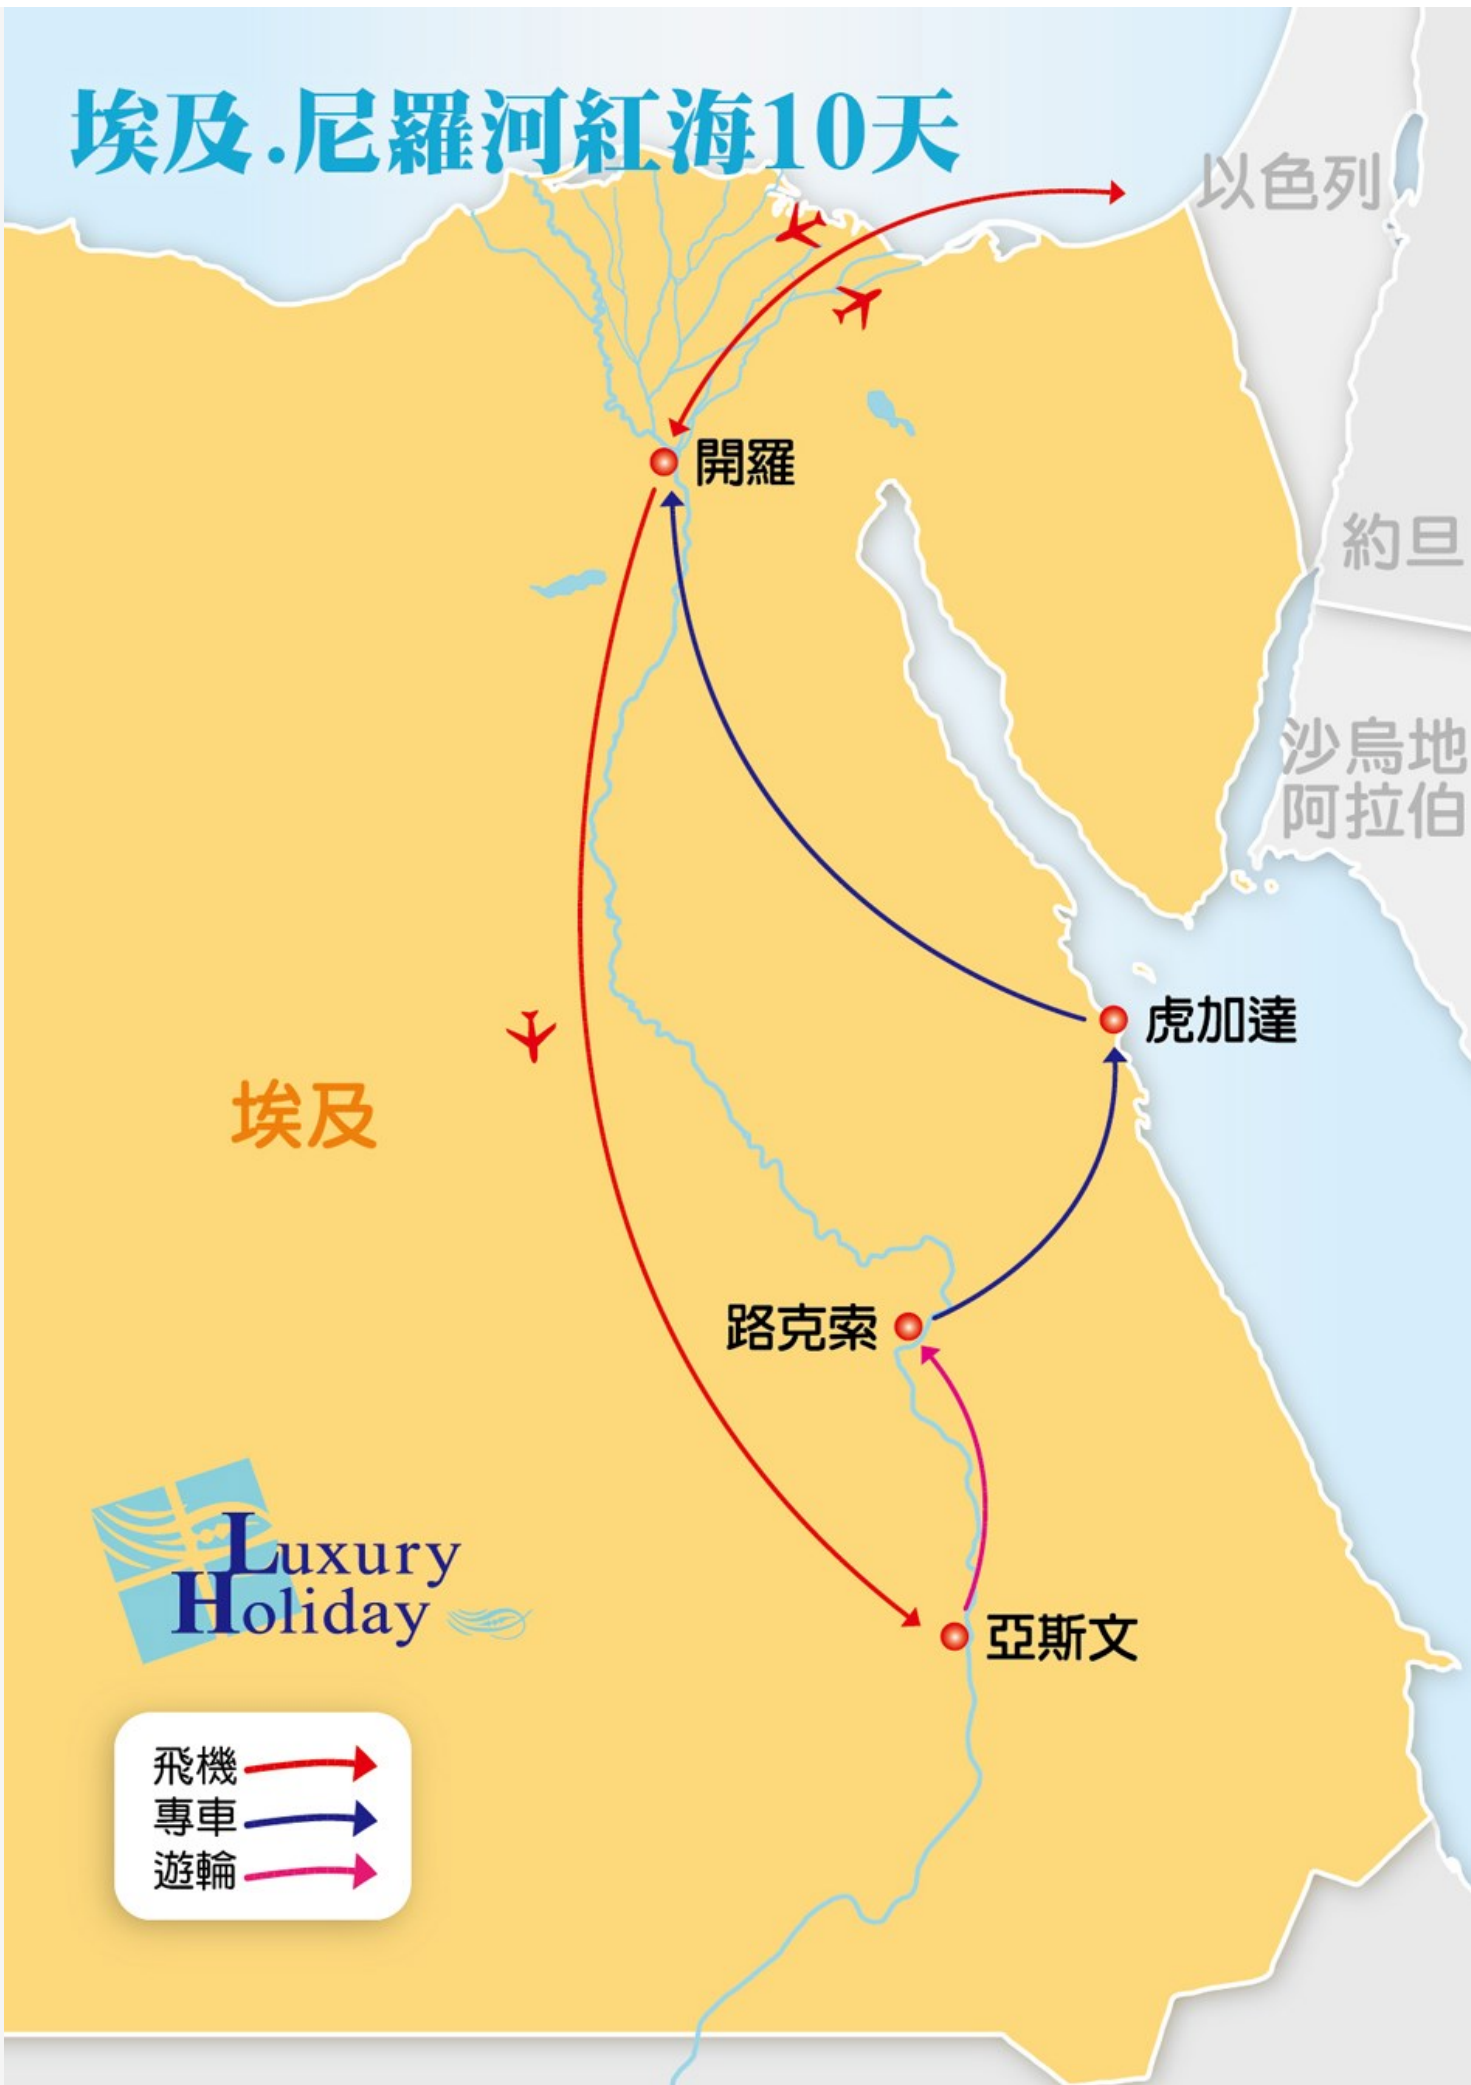 埃及.尼羅河紅海10天
以色列
開羅
約旦
沙烏地
阿拉伯
虎加達
埃及
路克索
Luxury
Holiday
亞斯文
飛機
專車
遊輪